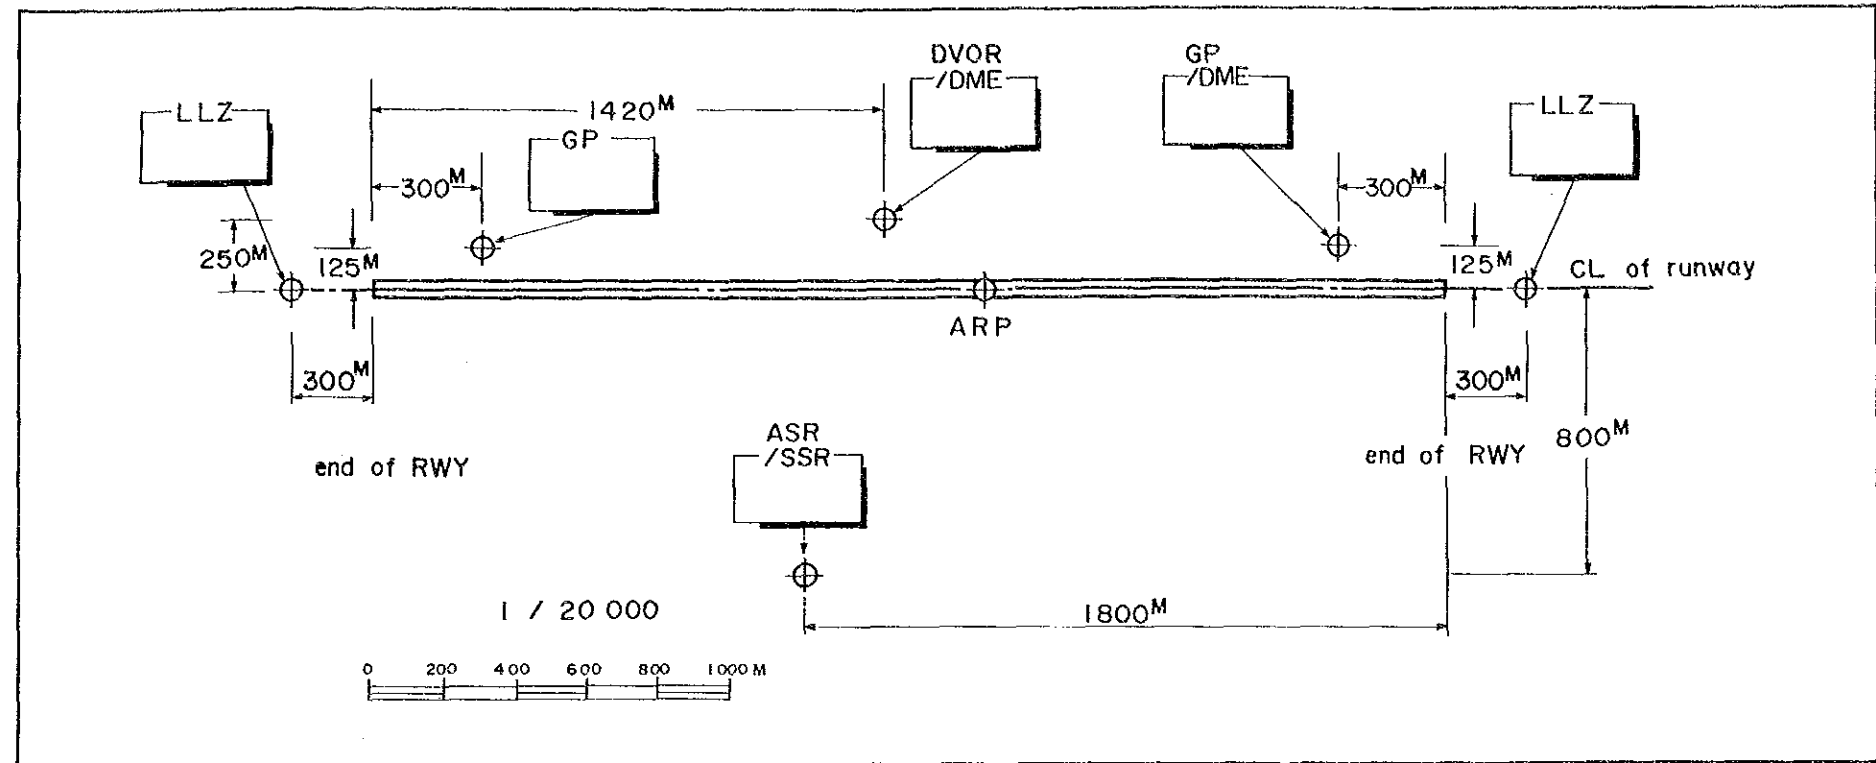 DVOR
/DME
GP
/DME
LLZ
1420M
GP
LLZ
300M
300M
250M
125M
125M
CL of runway
ARP
300M
300M
800M
ASR
/SSR
end of RWY
end of RWY
1 / 20 000
1800M
0 200 400 600 800 1000 M